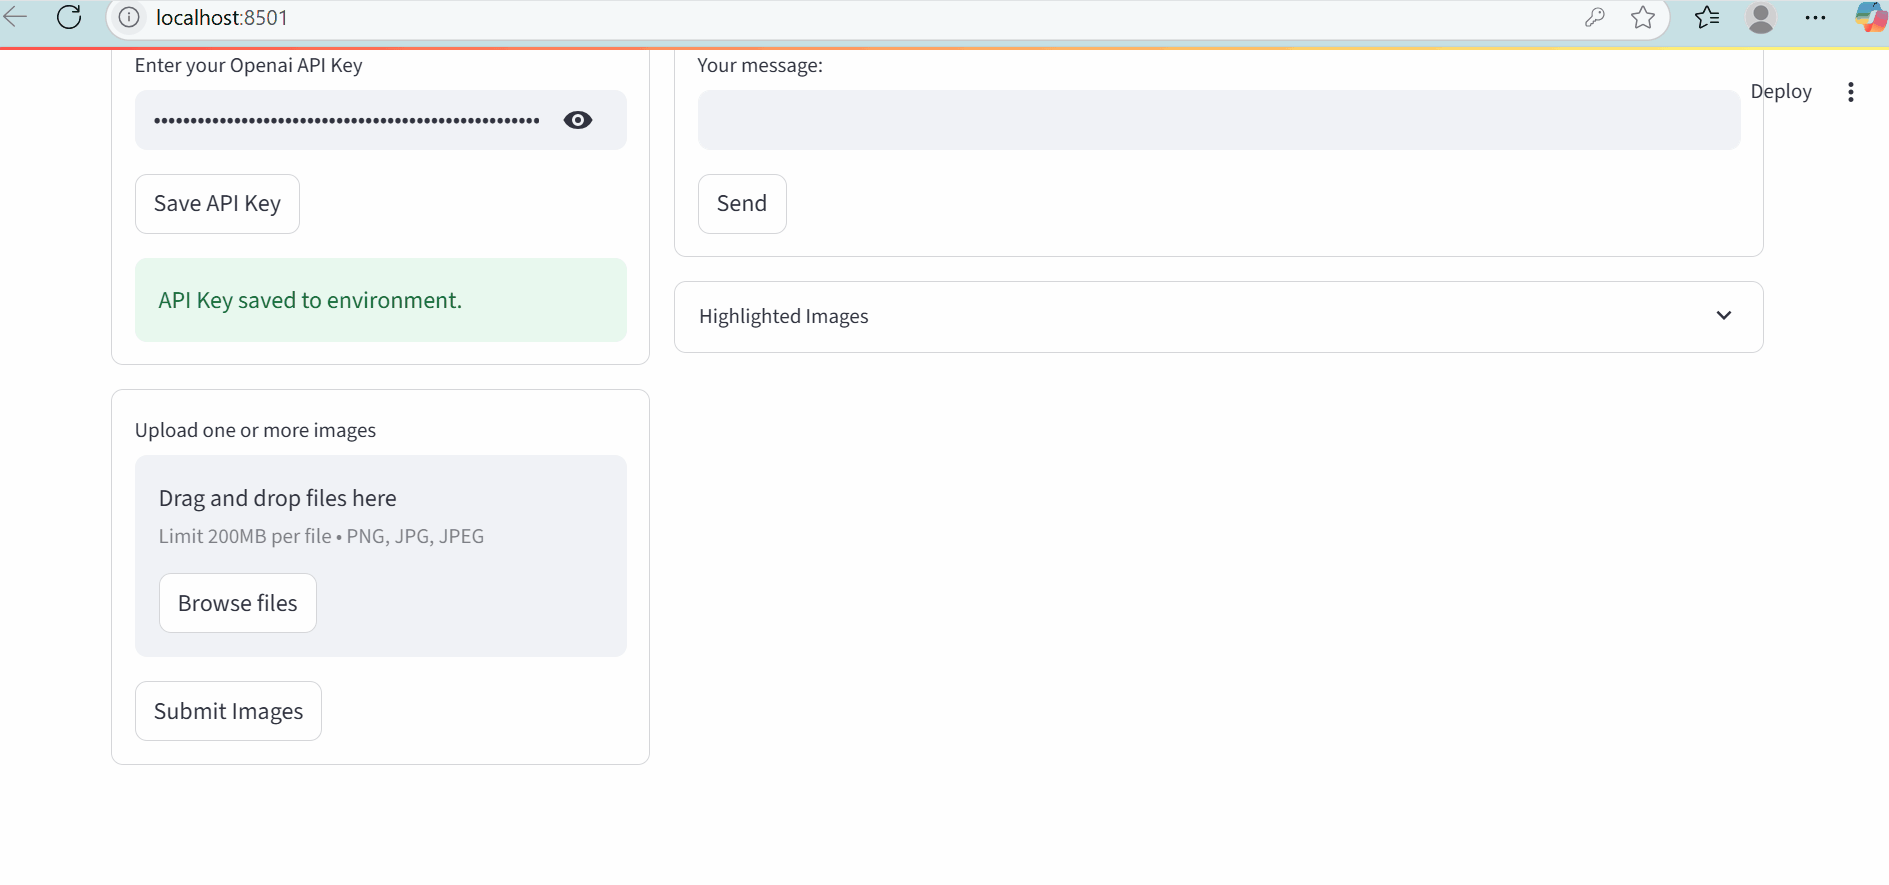 localhost:8501
Deploy
Enter your Openai API Key
••••••••••••••••••••••••••••••••••••••••••••••••••••
Save API Key
API Key saved to environment.
Upload one or more images
Drag and drop files here
Limit 200MB per file • PNG, JPG, JPEG
Browse files
Submit Images
Your message:
Send
Highlighted Images